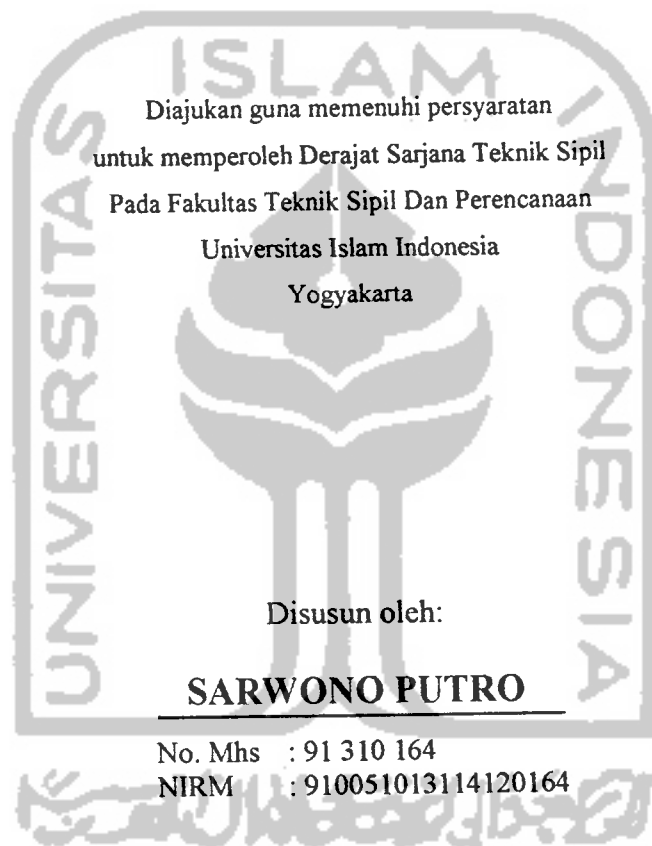 ISLAM
UNIVERSITAS
INDONESIA
Diajukan guna memenuhi persyaratan
untuk memperoleh Derajat Sarjana Teknik Sipil
Pada Fakultas Teknik Sipil Dan Perencanaan
Universitas Islam Indonesia
Yogyakarta
Disusun oleh:
SARWONO PUTRO
No. Mhs : 91 310 164
NIRM : 910051013114120164